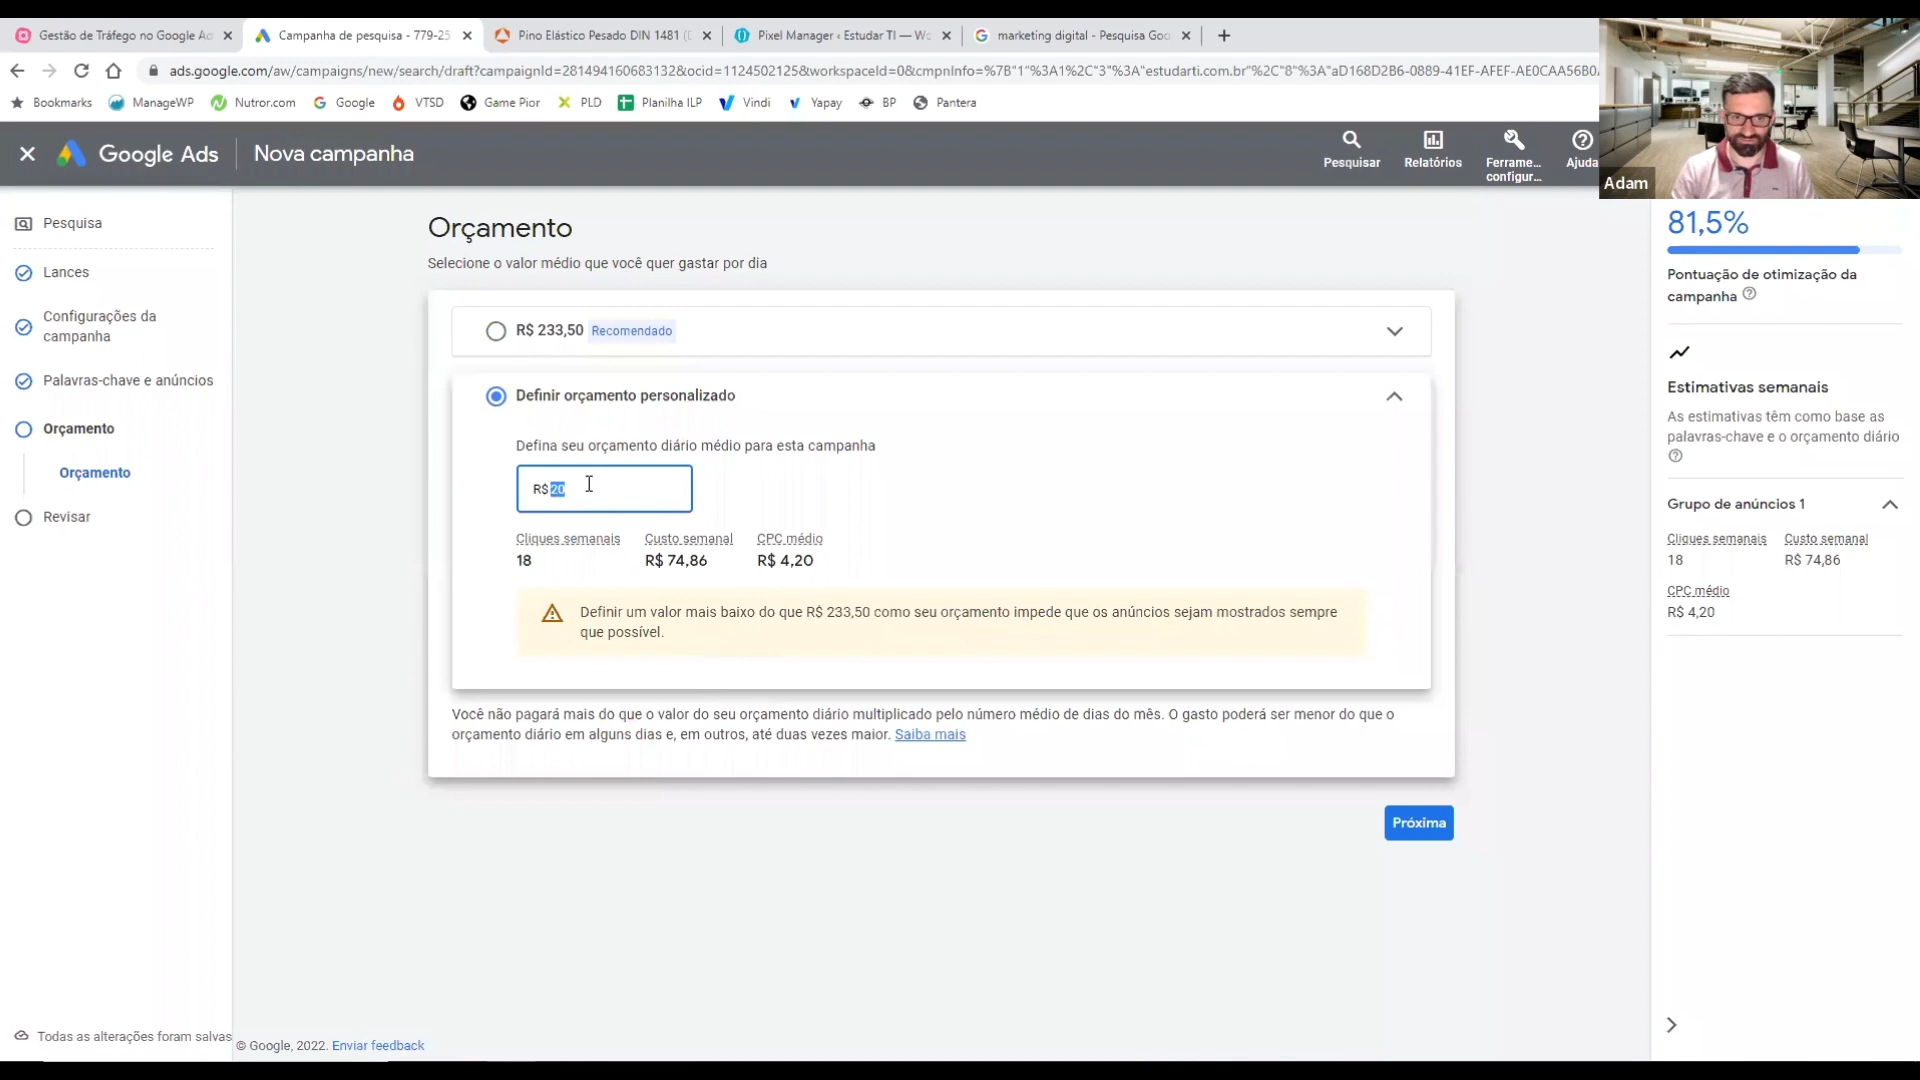 Gestão de Tráfego no Google Ad
Campanha de pesquisa - 779-25
Pino Elástico Pesado DIN 1481 (D
Pixel Manager ‹ Estudar TI — Wo
marketing digital - Pesquisa Goo
ads.google.com/aw/campaigns/new/search/draft?campaignId=281494160683132&ocid=1124502125&workspaceId=0&cmpnInfo=%7B"1"%3A1%2C"3"%3A"estudarti.com.br"%2C"8"%3A"aD168D2B6-0889-41EF-AFEF-AE0CAA56B0
Bookmarks
ManageWP
Nutror.com
Google
VTSD
Game Pior
PLD
Planilha ILP
Vindi
Yapay
BP
Pantera
Google Ads
Nova campanha
Pesquisar
Relatórios
Ferrame...
configur...
Ajuda
Adam
Pesquisa
Lances
Configurações da
campanha
Palavras-chave e anúncios
Orçamento
Orçamento
Revisar
Todas as alterações foram salvas
Orçamento
Selecione o valor médio que você quer gastar por dia
R$ 233,50 Recomendado
Definir orçamento personalizado
Defina seu orçamento diário médio para esta campanha
R$20
Cliques semanais Custo semanal CPC médio
18 R$ 74,86 R$ 4,20
Definir um valor mais baixo do que R$ 233,50 como seu orçamento impede que os anúncios sejam mostrados sempre
que possível.
Você não pagará mais do que o valor do seu orçamento diário multiplicado pelo número médio de dias do mês. O gasto poderá ser menor do que o
orçamento diário em alguns dias e, em outros, até duas vezes maior. Saiba mais
Próxima
© Google, 2022. Enviar feedback
81,5%
Pontuação de otimização da
campanha
Estimativas semanais
As estimativas têm como base as
palavras-chave e o orçamento diário
Grupo de anúncios 1
Cliques semanais Custo semanal
18 R$ 74,86
CPC médio
R$ 4,20